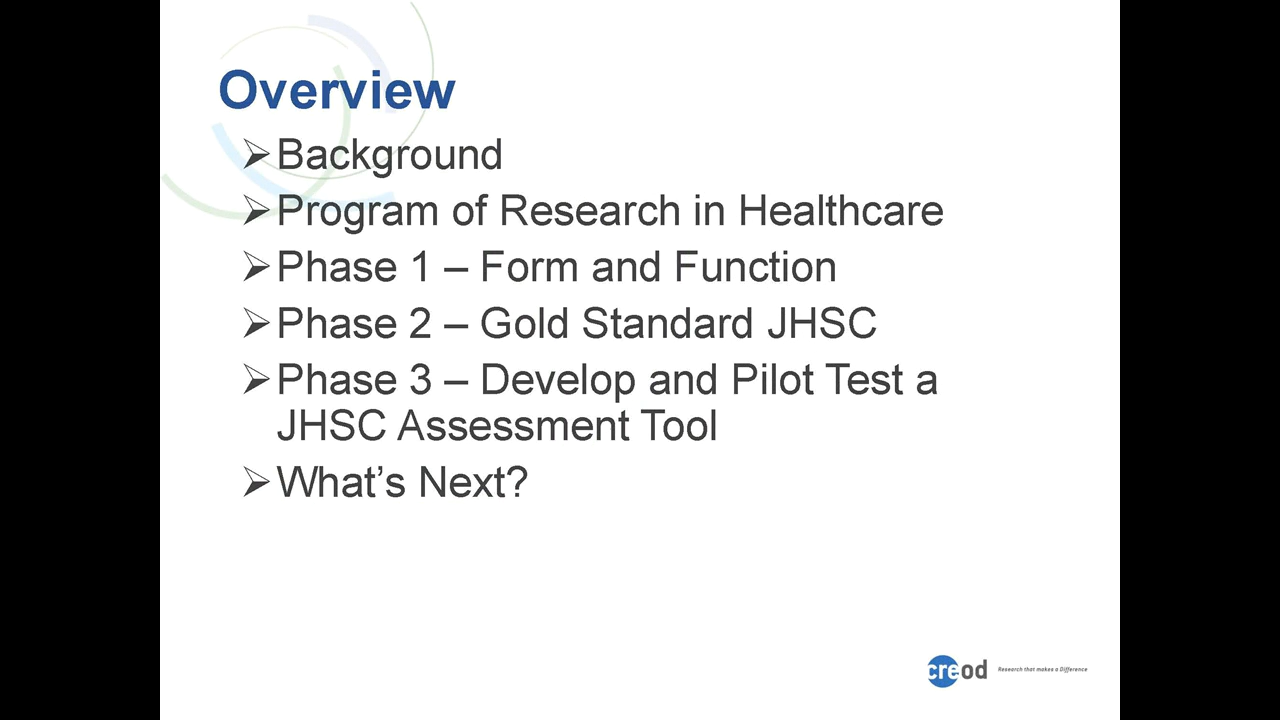 Overview
➢Background
➢Program of Research in Healthcare
➢Phase 1 – Form and Function
➢Phase 2 – Gold Standard JHSC
➢Phase 3 – Develop and Pilot Test a
JHSC Assessment Tool
➢What’s Next?
creod Research that makes a Difference